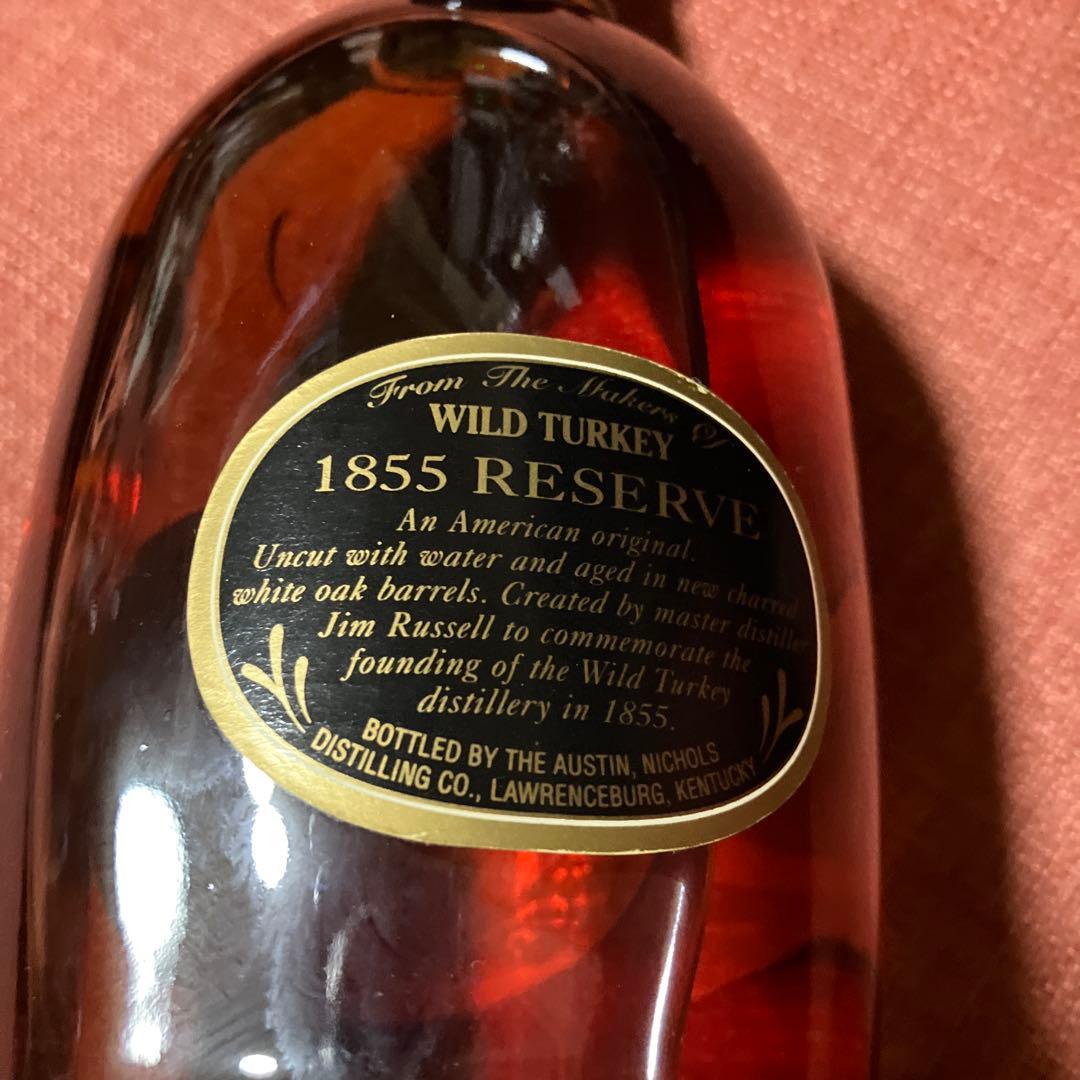 From The Makers Of
WILD TURKEY
1855 RESERVE
An American original.
Uncut with water and aged in new charred
white oak barrels. Created by master distiller
Jim Russell to commemorate the
founding of the Wild Turkey
distillery in 1855.
BOTTLED BY THE AUSTIN, NICHOLS
DISTILLING CO., LAWRENCEBURG, KENTUCKY